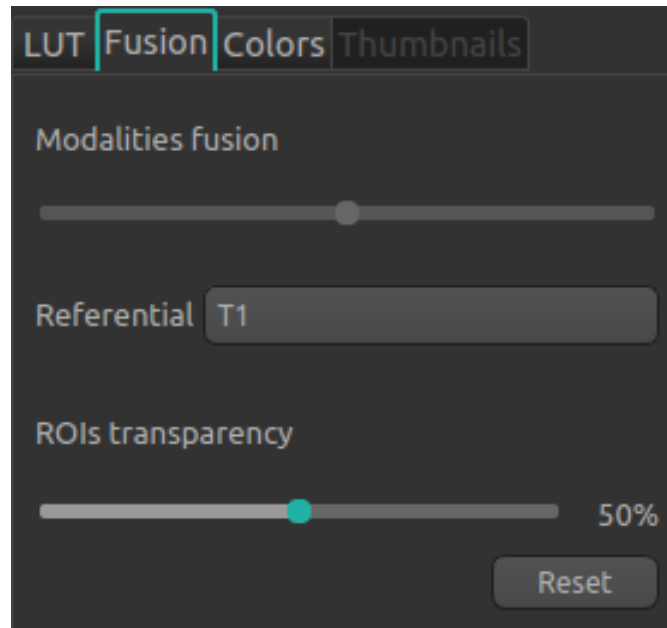 LUT Fusion Colors Thumbnails
Modalities fusion
Referential T1
ROIs transparency
50%
Reset